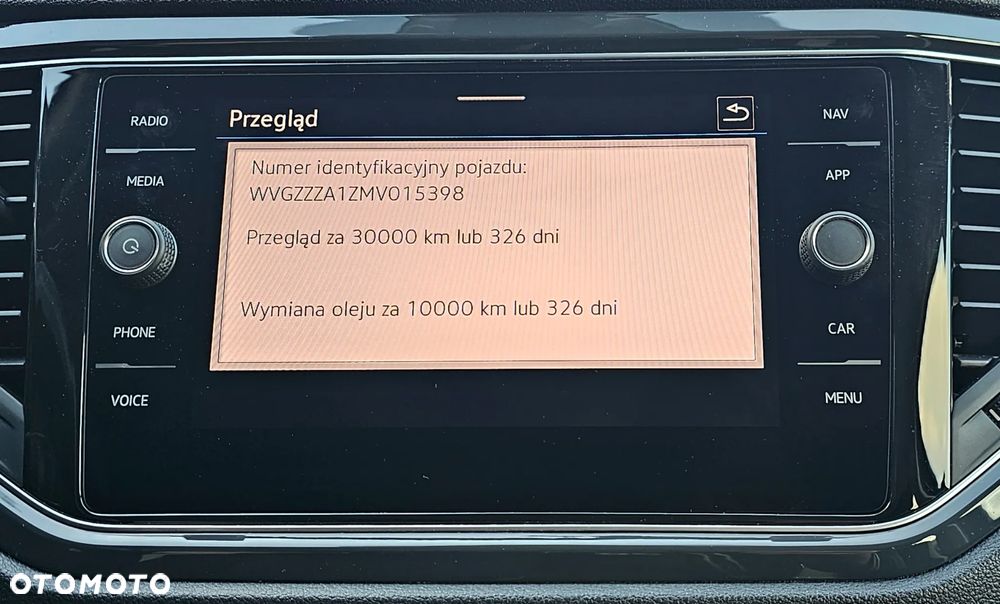 RADIO
MEDIA
PHONE
VOICE
Przegląd
Numer identyfikacyjny pojazdu:
WVGZZZA1ZMV015398
Przegląd za 30000 km lub 326 dni
Wymiana oleju za 10000 km lub 326 dni
NAV
APP
CAR
MENU
OTOMOTO